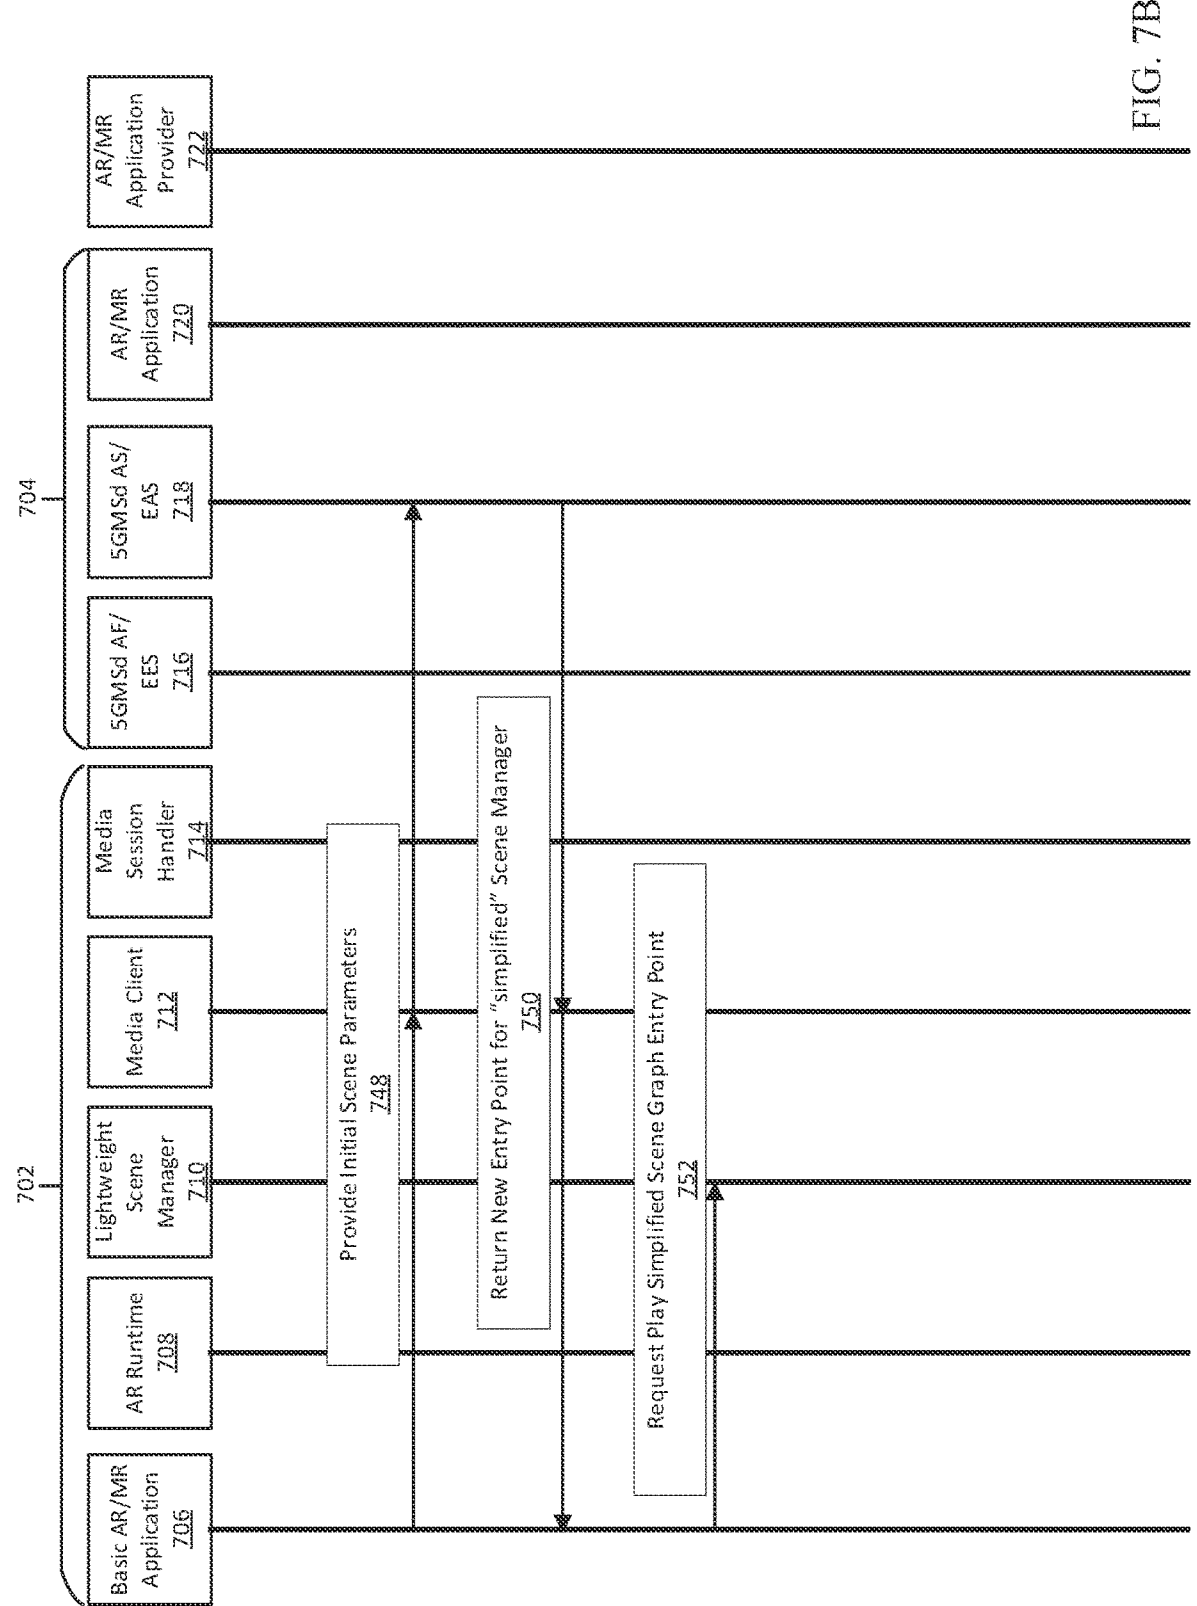 702
704
Basic AR/MR
Application
706
AR Runtime
708
Lightweight
Scene
Manager
710
Media Client
712
Media
Session
Handler
714
5GMSd AF/
EES
716
5GMSd AS/
EAS
718
AR/MR
Application
720
AR/MR
Application
Provider
722
Provide Initial Scene Parameters
748
Return New Entry Point for “simplified” Scene Manager
750
Request Play Simplified Scene Graph Entry Point
752
FIG. 7B